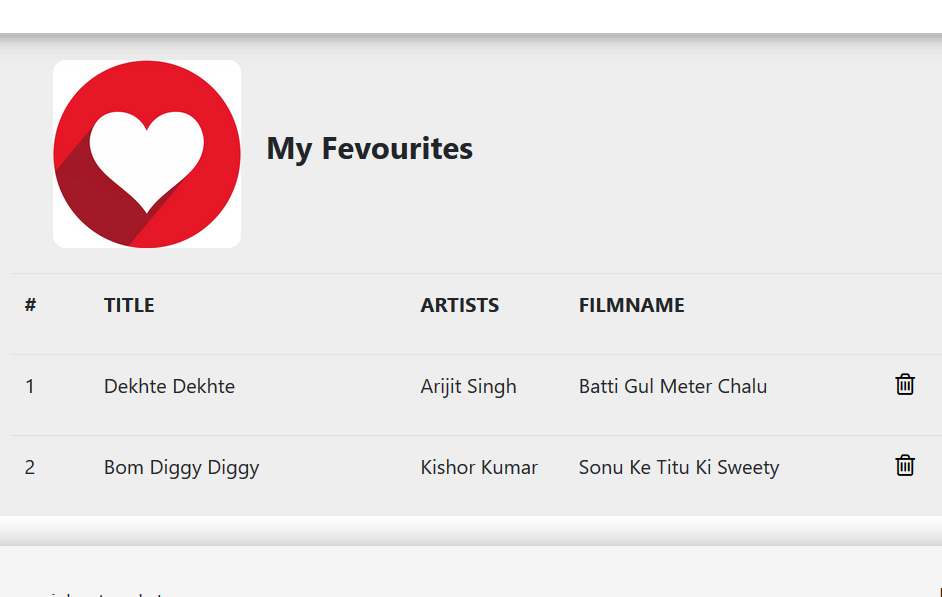 My Fevourites
# TITLE ARTISTS FILMNAME
1 Dekhte Dekhte Arijit Singh Batti Gul Meter Chalu
2 Bom Diggy Diggy Kishor Kumar Sonu Ke Titu Ki Sweety